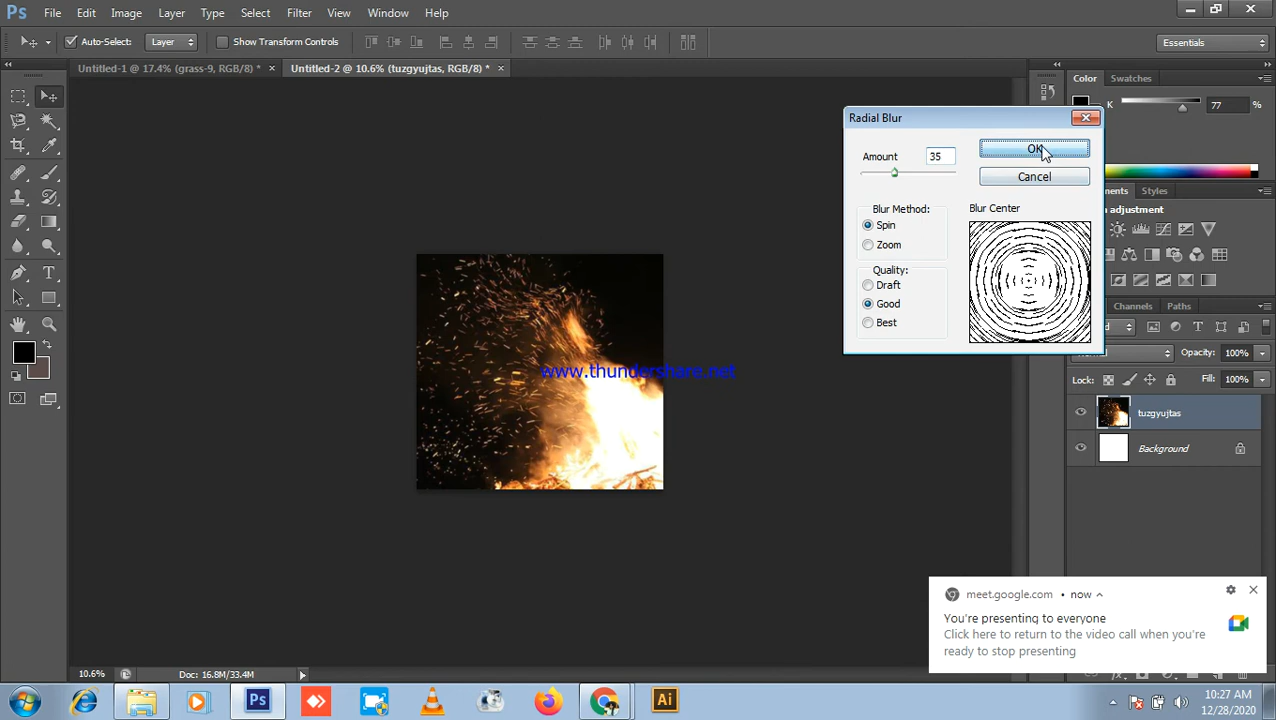 Ps File Edit Image Layer Type Select Filter View Window Help
Auto-Select: Layer Show Transform Controls Essentials
Untitled-1 @ 17.4% (grass-9, RGB/8) * × Untitled-2 @ 10.6% (tuzgyujtas, RGB/8) * ×
Color Swatches
K 77 %
Radial Blur
Amount 35
OK
Cancel
Blur Method:
Spin
Zoom
Blur Center
Quality:
Draft
Good
Best
Styles
adjustment
Channels Paths
Opacity: 100%
Lock: Fill: 100%
tuzgyujtas
Background
www.thundershare.net
meet.google.com • now
You're presenting to everyone
Click here to return to the video call when you're
ready to stop presenting
10.6% Doc: 16.8M/33.4M
Ps Ai
10:27 AM
12/28/2020